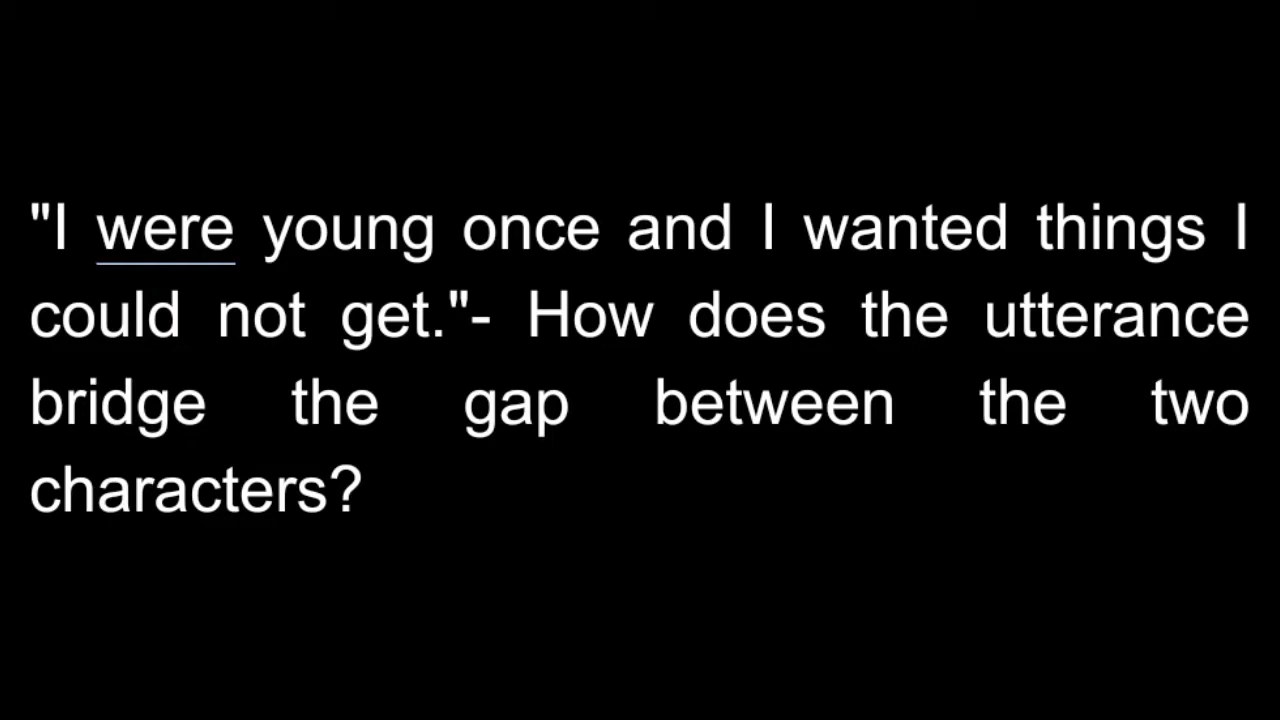 "I were young once and I wanted things I
could not get."- How does the utterance
bridge the gap between the two
characters?